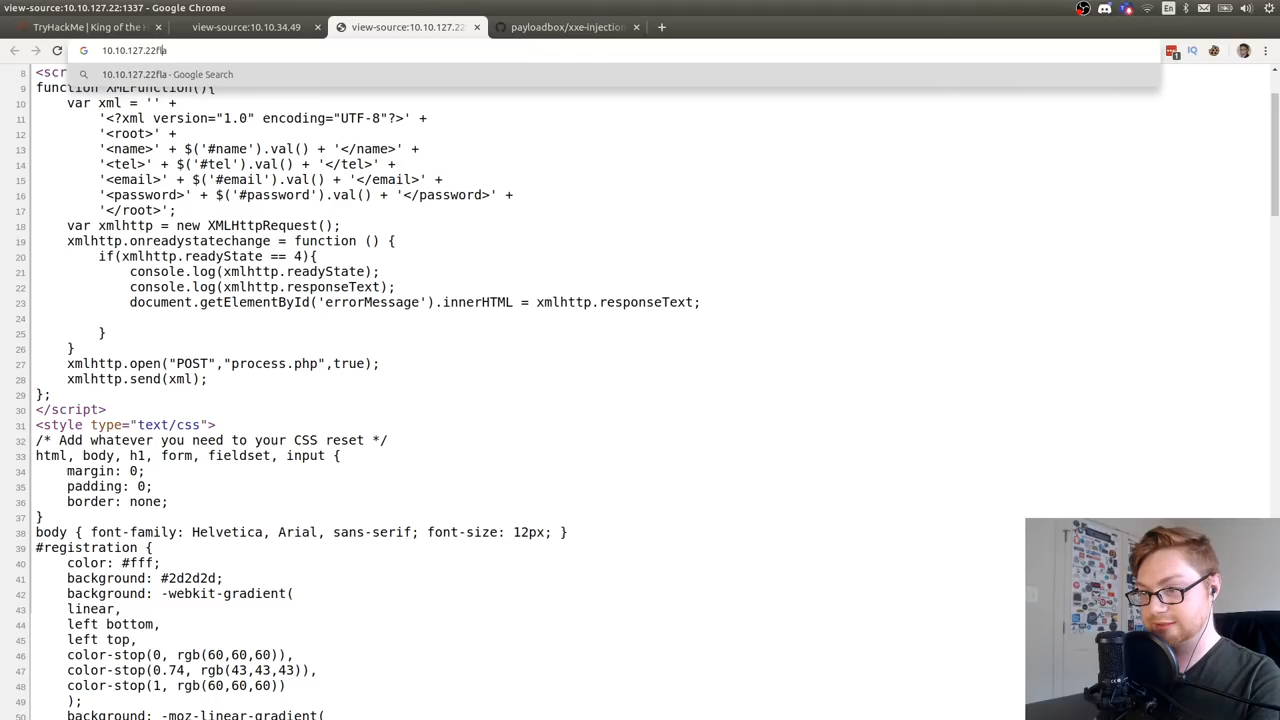 view-source:10.10.127.22:1337 - Google Chrome
En
TryHackMe | King of the H
view-source:10.10.34.49
view-source:10.10.127.22
payloadbox/xxe-injection
10.10.127.22fla
IQ
1
10.10.127.22fla - Google Search
8 <scr
9 function XMLFunction(){
10 var xml = '' +
11 '<?xml version="1.0" encoding="UTF-8"?>' +
12 '<root>' +
13 '<name>' + $('#name').val() + '</name>' +
14 '<tel>' + $('#tel').val() + '</tel>' +
15 '<email>' + $('#email').val() + '</email>' +
16 '<password>' + $('#password').val() + '</password>' +
17 '</root>';
18 var xmlhttp = new XMLHttpRequest();
19 xmlhttp.onreadystatechange = function () {
20 if(xmlhttp.readyState == 4){
21 console.log(xmlhttp.readyState);
22 console.log(xmlhttp.responseText);
23 document.getElementById('errorMessage').innerHTML = xmlhttp.responseText;
24
25 }
26 }
27 xmlhttp.open("POST","process.php",true);
28 xmlhttp.send(xml);
29 };
30 </script>
31 <style type="text/css">
32 /* Add whatever you need to your CSS reset */
33 html, body, h1, form, fieldset, input {
34 margin: 0;
35 padding: 0;
36 border: none;
37 }
38 body { font-family: Helvetica, Arial, sans-serif; font-size: 12px; }
39 #registration {
40 color: #fff;
41 background: #2d2d2d;
42 background: -webkit-gradient(
43 linear,
44 left bottom,
45 left top,
46 color-stop(0, rgb(60,60,60)),
47 color-stop(0.74, rgb(43,43,43)),
48 color-stop(1, rgb(60,60,60))
49 );
50 background: -moz-linear-gradient(